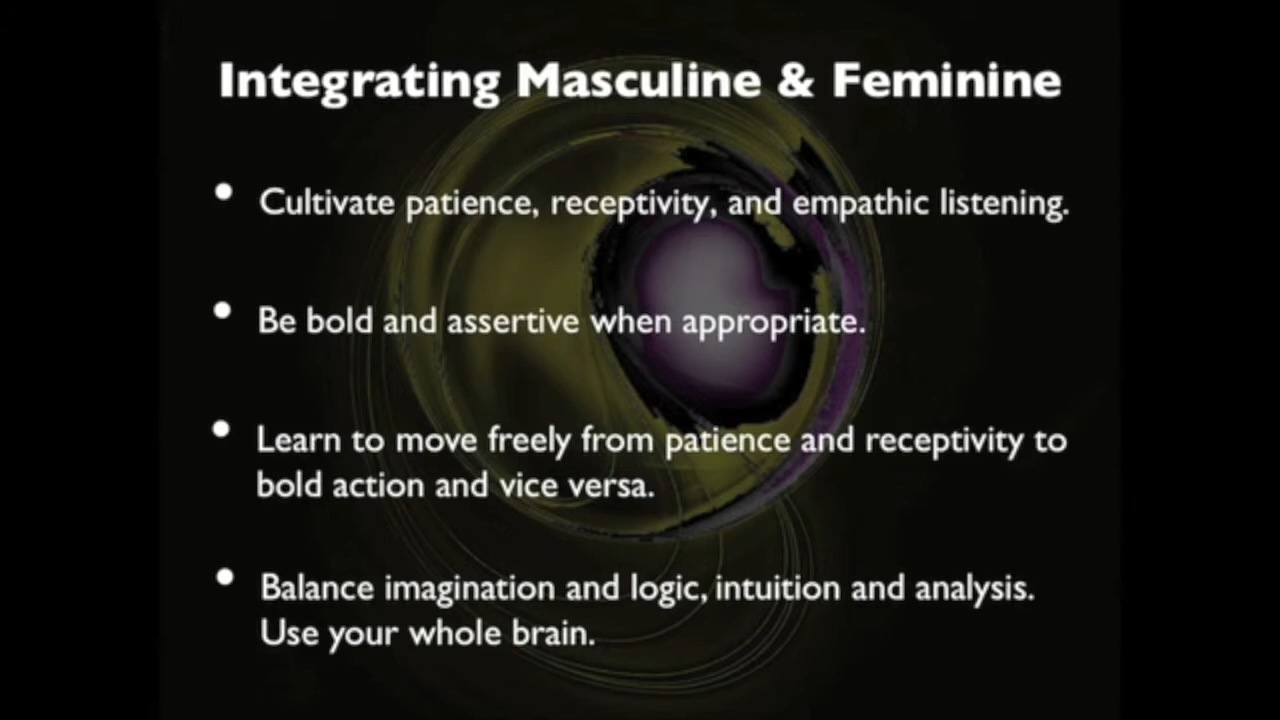 Integrating Masculine & Feminine
• Cultivate patience, receptivity, and empathic listening.
• Be bold and assertive when appropriate.
• Learn to move freely from patience and receptivity to
bold action and vice versa.
• Balance imagination and logic, intuition and analysis.
Use your whole brain.